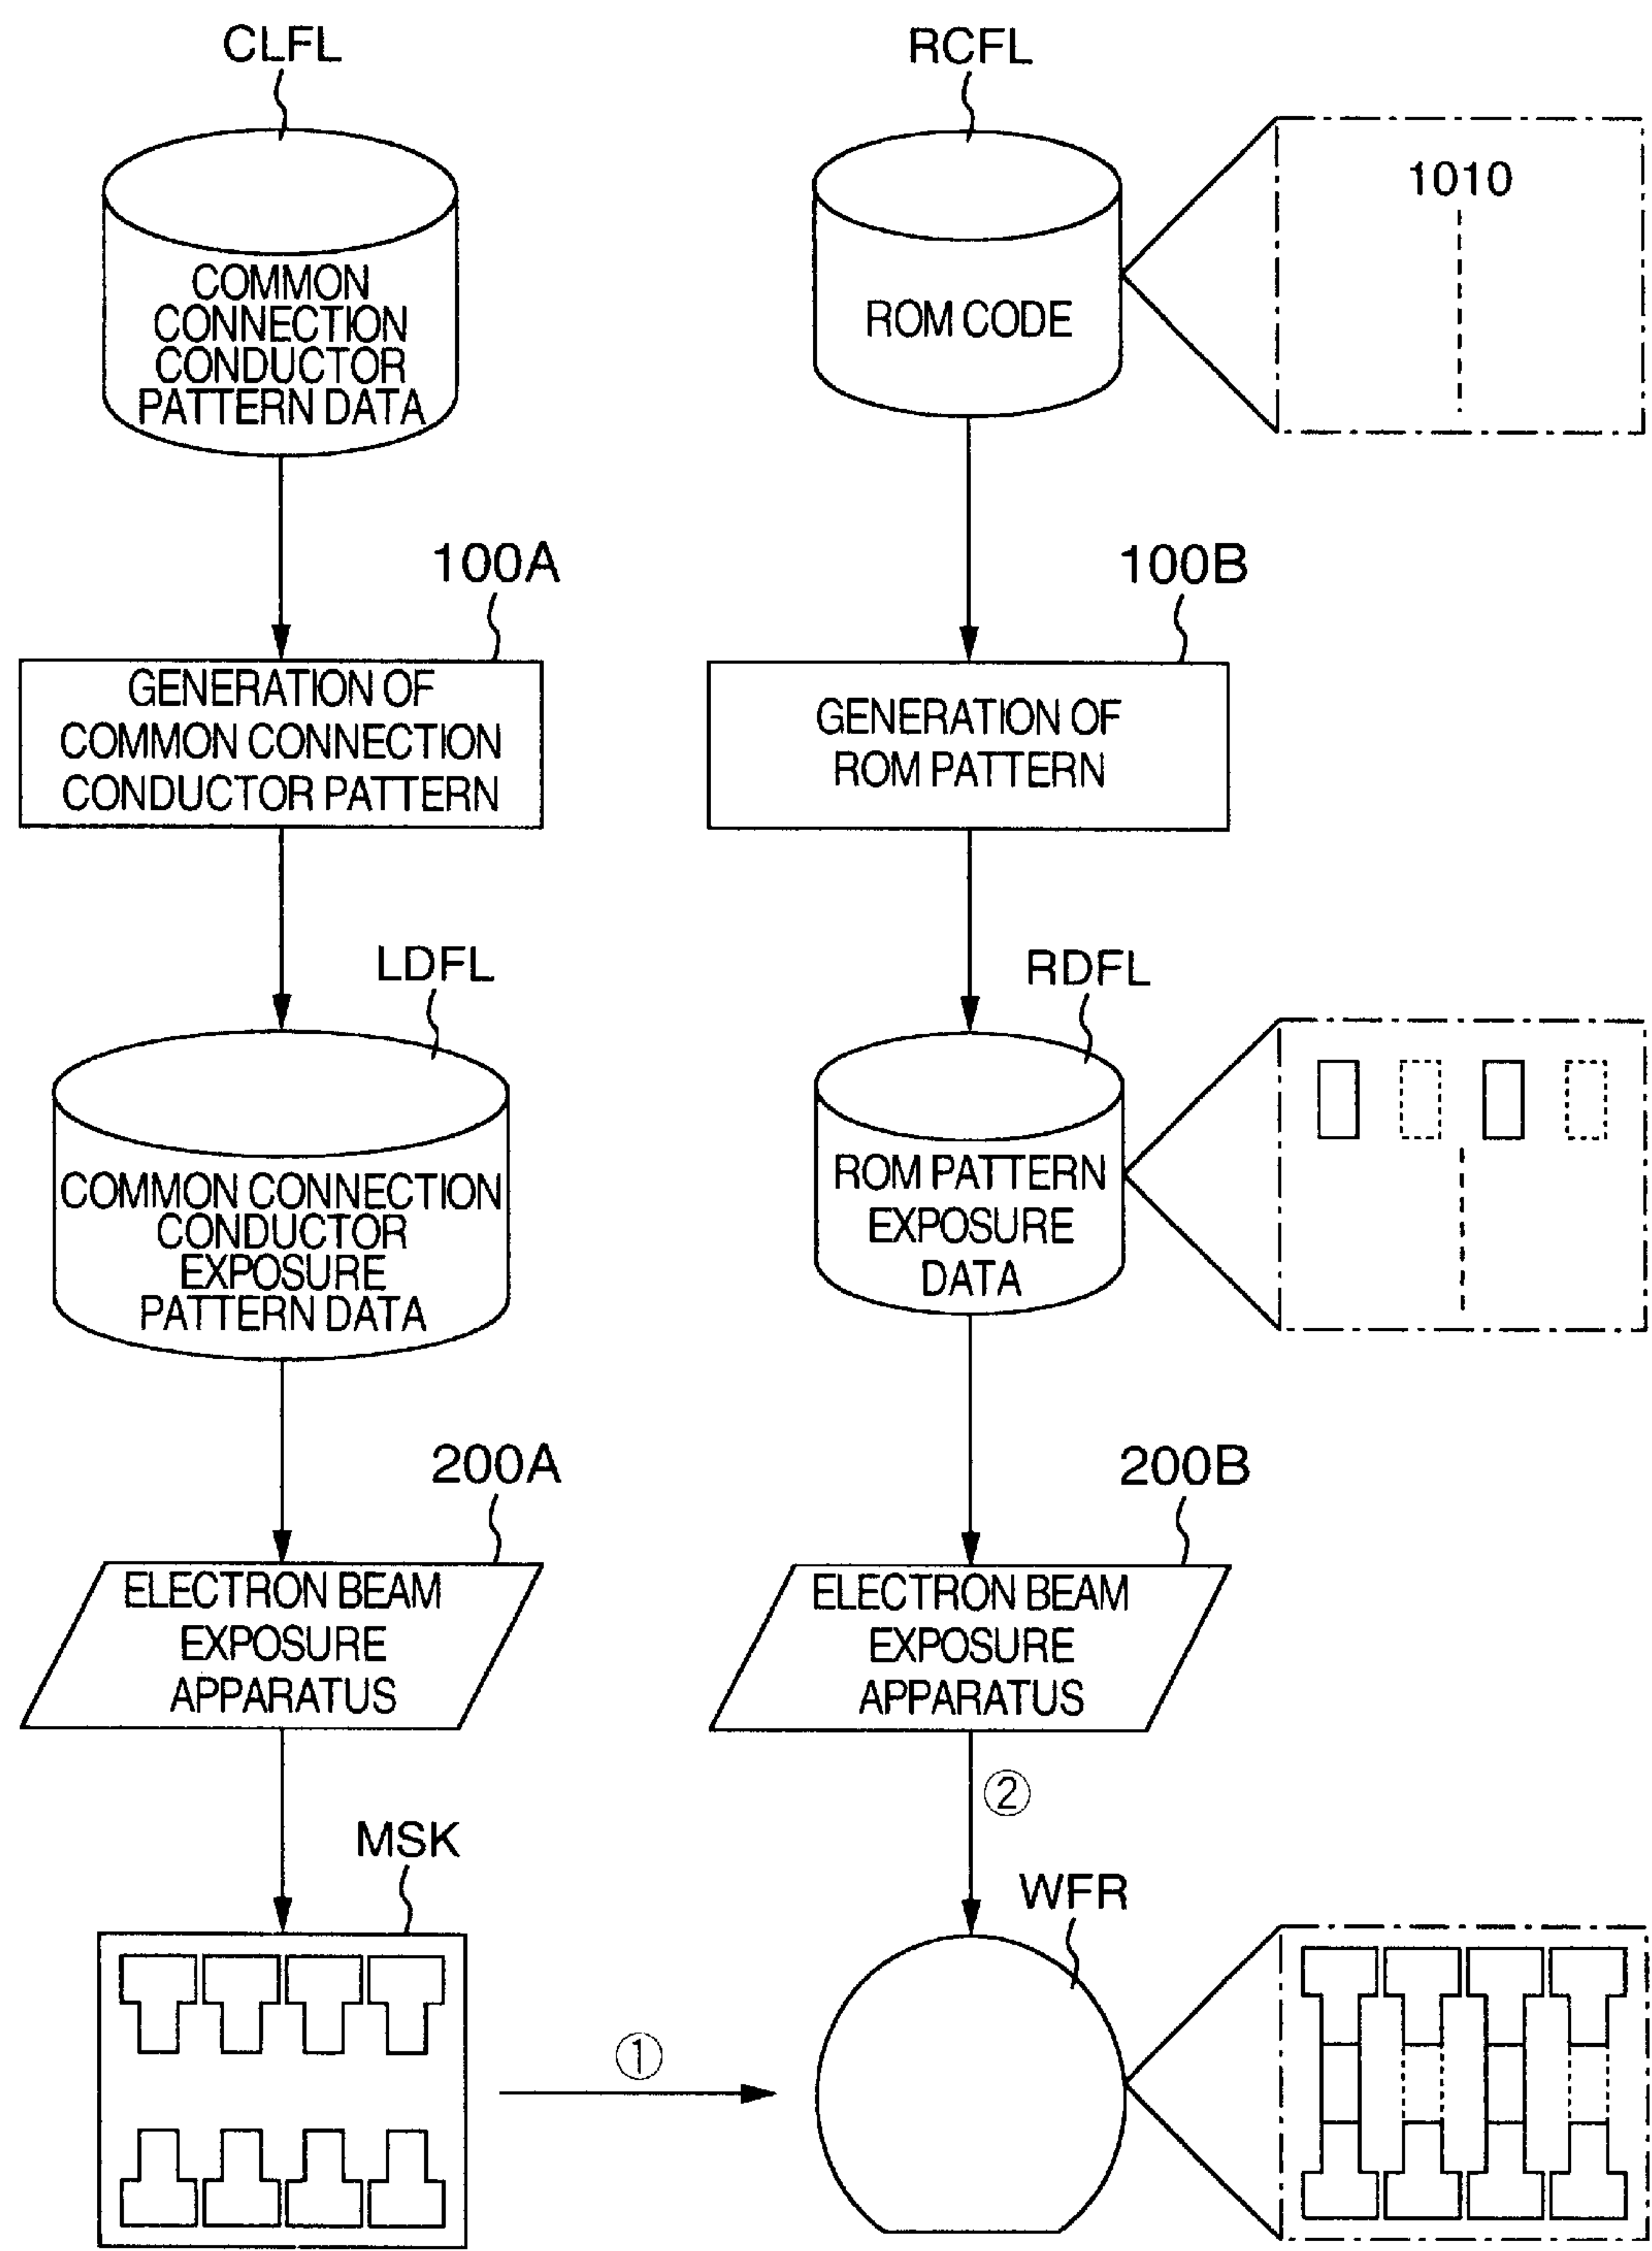 CLFL
COMMON
CONNECTION
CONDUCTOR
PATTERN DATA
100A
GENERATION OF
COMMON CONNECTION
CONDUCTOR PATTERN
LDFL
COMMON CONNECTION
CONDUCTOR
EXPOSURE
PATTERN DATA
200A
ELECTRON BEAM
EXPOSURE
APPARATUS
MSK
①
RCFL
ROM CODE
1010
100B
GENERATION OF
ROM PATTERN
RDFL
ROM PATTERN
EXPOSURE
DATA
200B
ELECTRON BEAM
EXPOSURE
APPARATUS
②
WFR